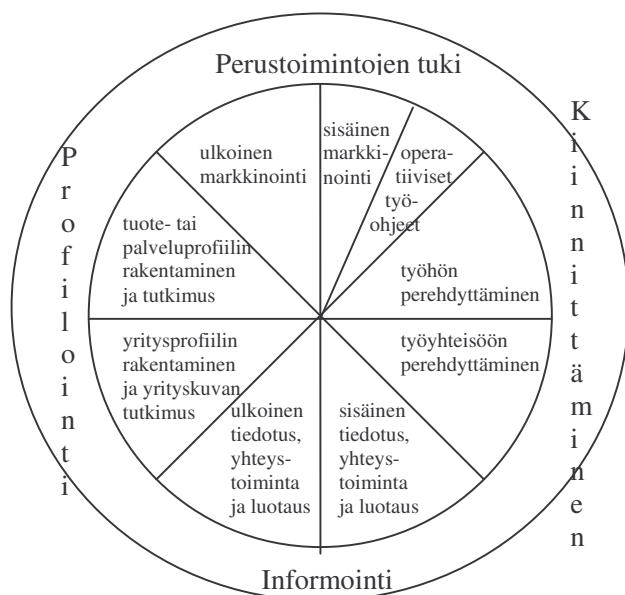 Perustoimintojen tuki
Profilointi
Kiinnittäminen
ulkoinen
markkinointi
sisäinen
markki-
nointi
opera-
tiiviset
työ-
ohjeet
tuote- tai
palveluprofiilin
rakentaminen
ja tutkimus
työhön
perehdyttäminen
yritysprofiilin
rakentaminen
ja yrityskuvan
tutkimus
työyhteisöön
perehdyttäminen
ulkoinen
tiedotus,
yhteys-
toiminta
ja luotaus
sisäinen
tiedotus,
yhteys-
toiminta
ja luotaus
Informointi